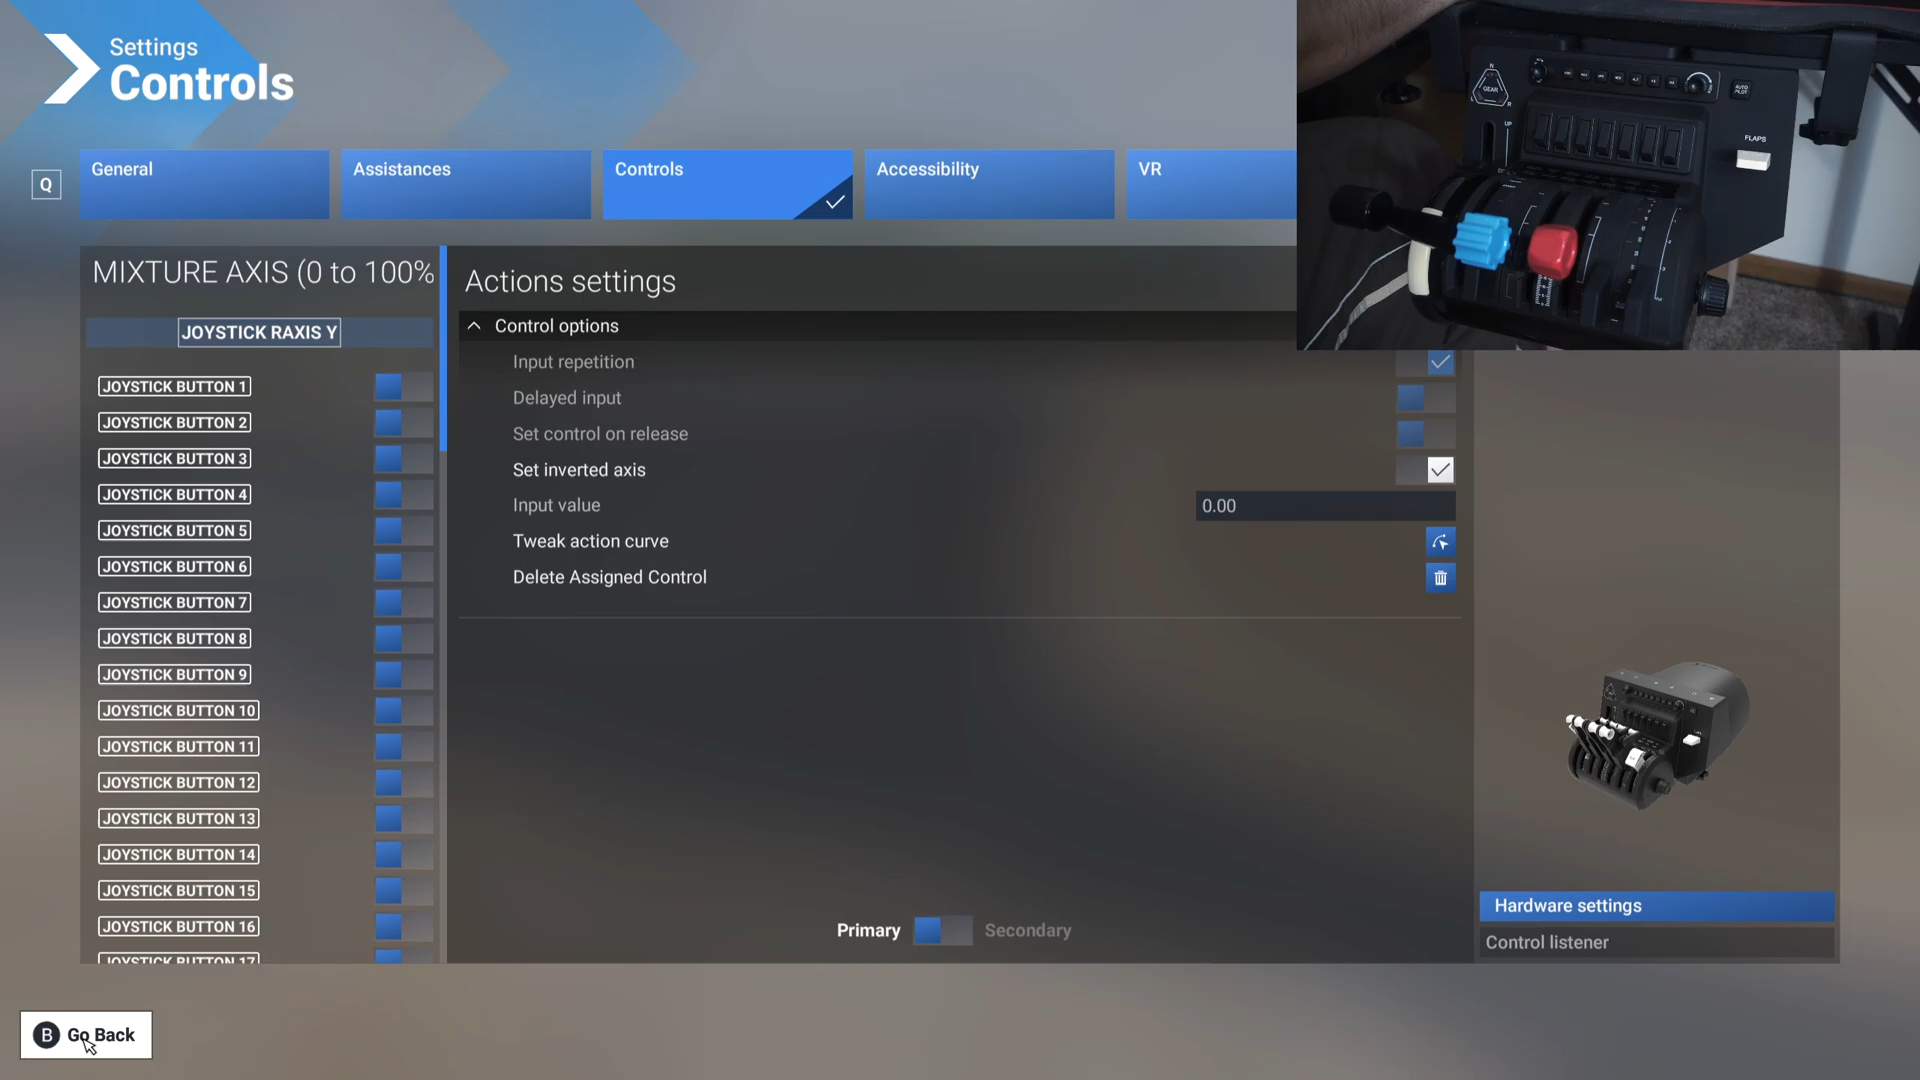 Settings
Controls
Q
General
Assistances
Controls
Accessibility
VR
MIXTURE AXIS (0 to 100%
JOYSTICK RAXIS Y
JOYSTICK BUTTON 1
JOYSTICK BUTTON 2
JOYSTICK BUTTON 3
JOYSTICK BUTTON 4
JOYSTICK BUTTON 5
JOYSTICK BUTTON 6
JOYSTICK BUTTON 7
JOYSTICK BUTTON 8
JOYSTICK BUTTON 9
JOYSTICK BUTTON 10
JOYSTICK BUTTON 11
JOYSTICK BUTTON 12
JOYSTICK BUTTON 13
JOYSTICK BUTTON 14
JOYSTICK BUTTON 15
JOYSTICK BUTTON 16
JOYSTICK BUTTON 17
Actions settings
Control options
Input repetition
Delayed input
Set control on release
Set inverted axis
Input value
0.00
Tweak action curve
Delete Assigned Control
Primary
Secondary
N
GEAR
L
R
UP
AUTO
PILOT
FLAPS
Hardware settings
Control listener
B
Go Back